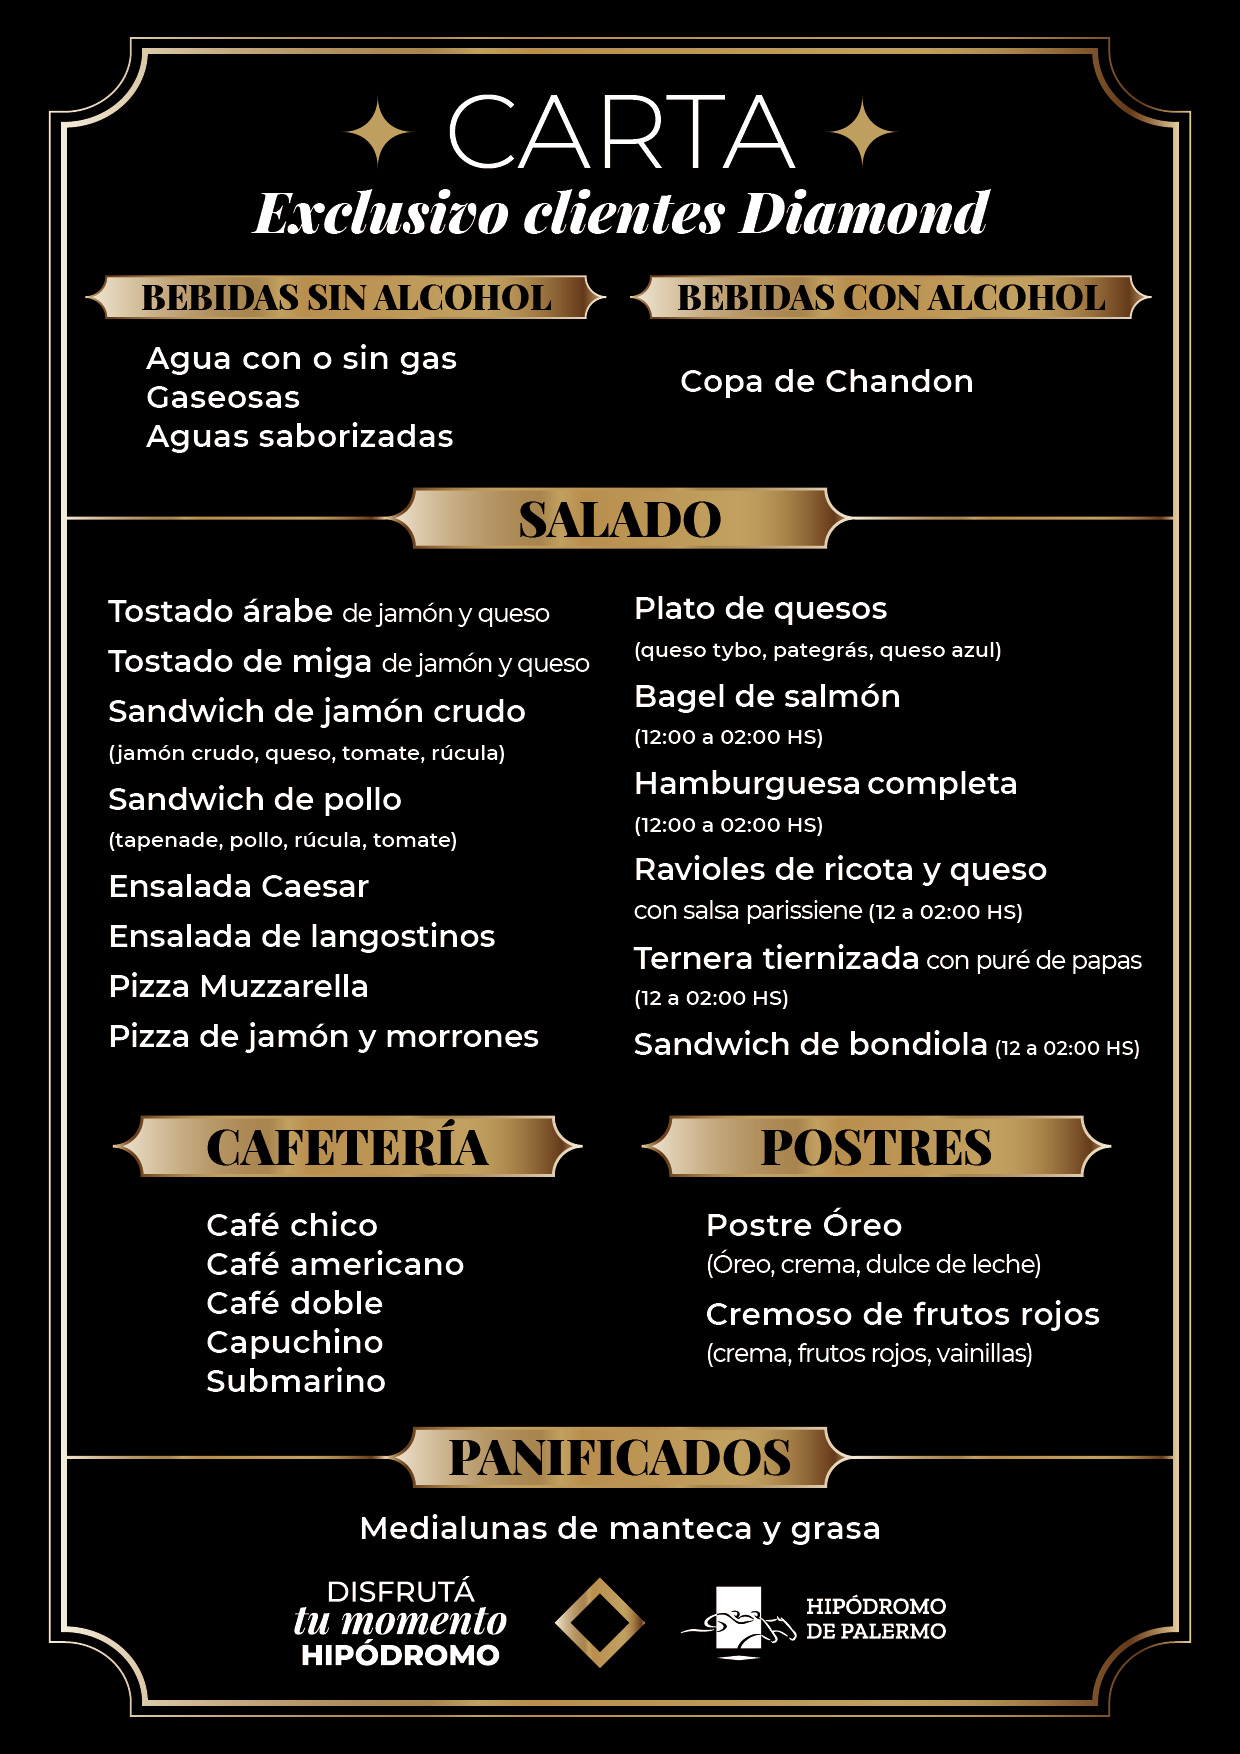 CARTA
Exclusivo clientes Diamond
BEBIDAS SIN ALCOHOL
Agua con o sin gas
Gaseosas
Aguas saborizadas
BEBIDAS CON ALCOHOL
Copa de Chandon
SALADO
Tostado árabe de jamón y queso
Tostado de miga de jamón y queso
Sandwich de jamón crudo
(jamón crudo, queso, tomate, rúcula)
Sandwich de pollo
(tapenade, pollo, rúcula, tomate)
Ensalada Caesar
Ensalada de langostinos
Pizza Muzzarella
Pizza de jamón y morrones
Plato de quesos
(queso tybo, pategrás, queso azul)
Bagel de salmón
(12:00 a 02:00 HS)
Hamburguesa completa
(12:00 a 02:00 HS)
Ravioles de ricota y queso
con salsa parissiene (12 a 02:00 HS)
Ternera tiernizada con puré de papas
(12 a 02:00 HS)
Sandwich de bondiola (12 a 02:00 HS)
CAFETERÍA
Café chico
Café americano
Café doble
Capuchino
Submarino
POSTRES
Postre Óreo
(Óreo, crema, dulce de leche)
Cremoso de frutos rojos
(crema, frutos rojos, vainillas)
PANIFICADOS
Medialunas de manteca y grasa
DISFRUTÁ
tu momento
HIPÓDROMO
HIPÓDROMO
DE PALERMO